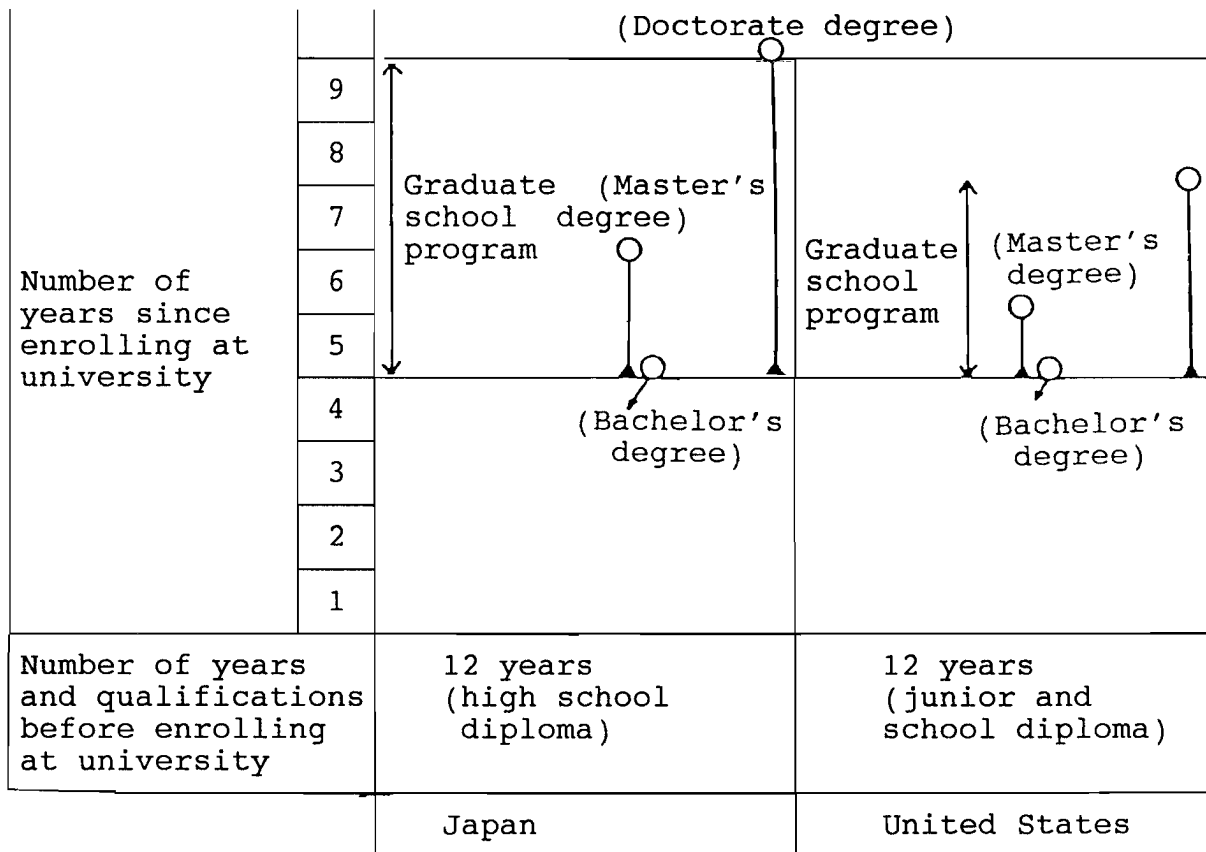 (Doctorate degree)
9
8
7
6
5
4
3
2
1
Number of
years since
enrolling at
university
Graduate
school
program
(Master's
degree)
(Bachelor's
degree)
Graduate
school
program
(Master's
degree)
(Bachelor's
degree)
Number of years
and qualifications
before enrolling
at university
12 years
(high school
diploma)
12 years
(junior and
school diploma)
Japan
United States